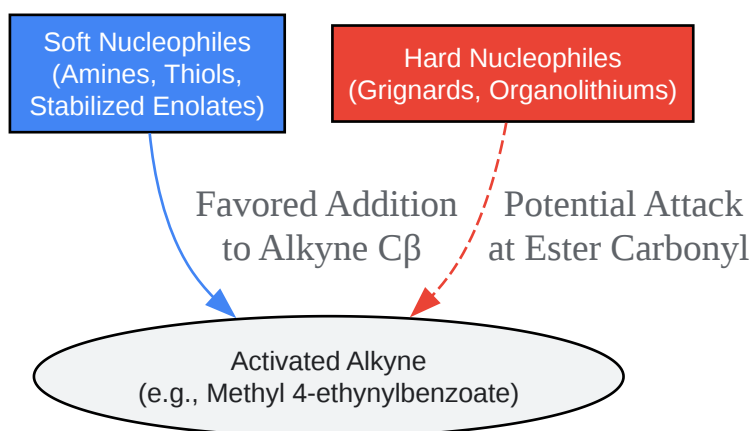 Soft Nucleophiles
(Amines, Thiols,
Stabilized Enolates)
Hard Nucleophiles
(Grignards, Organolithiums)
Favored Addition
to Alkyne Cβ
Potential Attack
at Ester Carbonyl
Activated Alkyne
(e.g., Methyl 4-ethynylbenzoate)